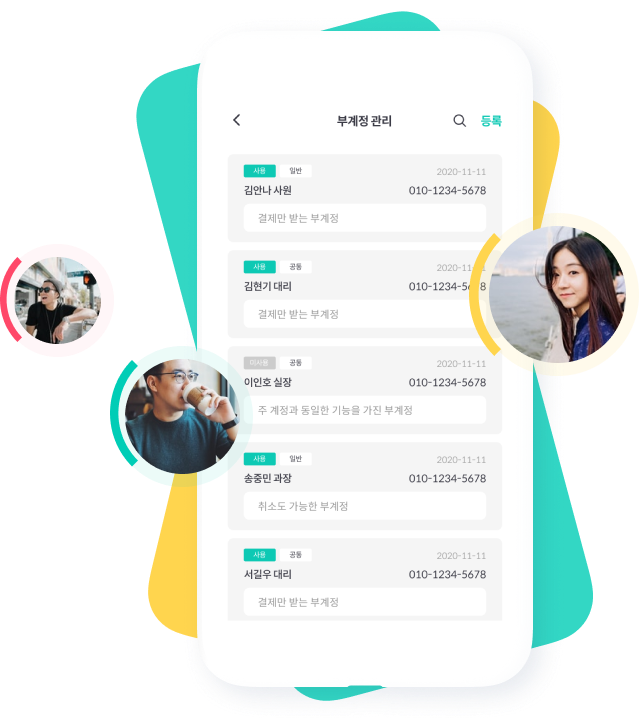 부계정 관리 등록
사용 일반 2020-11-11
김안나 사원 010-1234-5678
결제만 받는 부계정
사용 공동 2020-11-11
김현기 대리 010-1234-5678
결제만 받는 부계정
미사용 공동 2020-11-11
이인호 실장 010-1234-5678
주 계정과 동일한 기능을 가진 부계정
사용 일반 2020-11-11
송중민 과장 010-1234-5678
취소도 가능한 부계정
사용 공동 2020-11-11
서길우 대리 010-1234-5678
결제만 받는 부계정